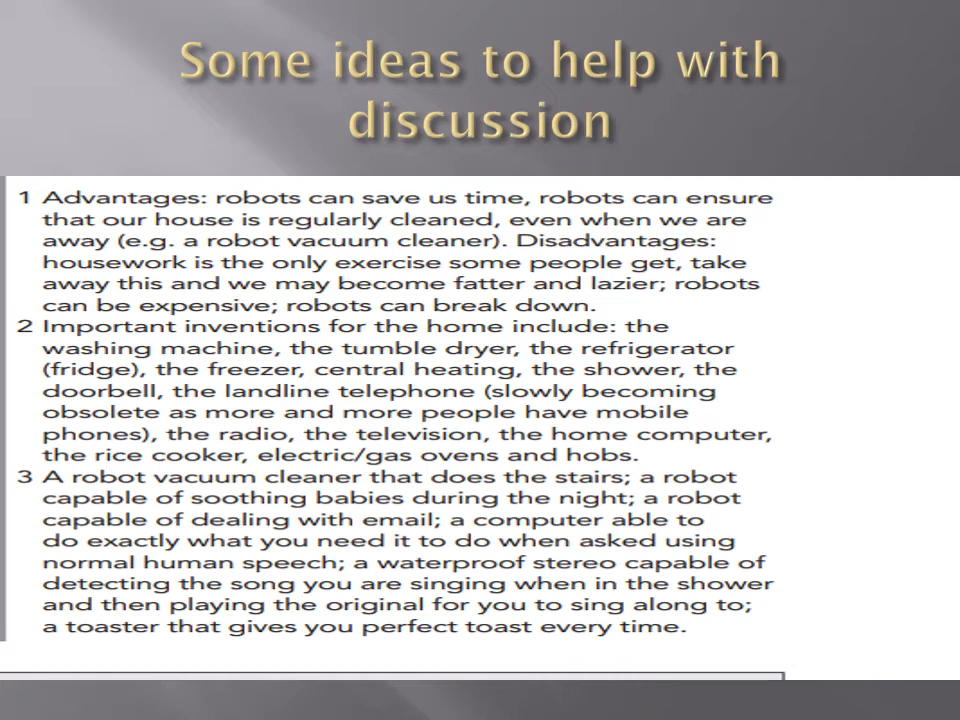 Some ideas to help with
discussion
1 Advantages: robots can save us time, robots can ensure
that our house is regularly cleaned, even when we are
away (e.g. a robot vacuum cleaner). Disadvantages:
housework is the only exercise some people get, take
away this and we may become fatter and lazier; robots
can be expensive; robots can break down.
2 Important inventions for the home include: the
washing machine, the tumble dryer, the refrigerator
(fridge), the freezer, central heating, the shower, the
doorbell, the landline telephone (slowly becoming
obsolete as more and more people have mobile
phones), the radio, the television, the home computer,
the rice cooker, electric/gas ovens and hobs.
3 A robot vacuum cleaner that does the stairs; a robot
capable of soothing babies during the night; a robot
capable of dealing with email; a computer able to
do exactly what you need it to do when asked using
normal human speech; a waterproof stereo capable of
detecting the song you are singing when in the shower
and then playing the original for you to sing along to;
a toaster that gives you perfect toast every time.